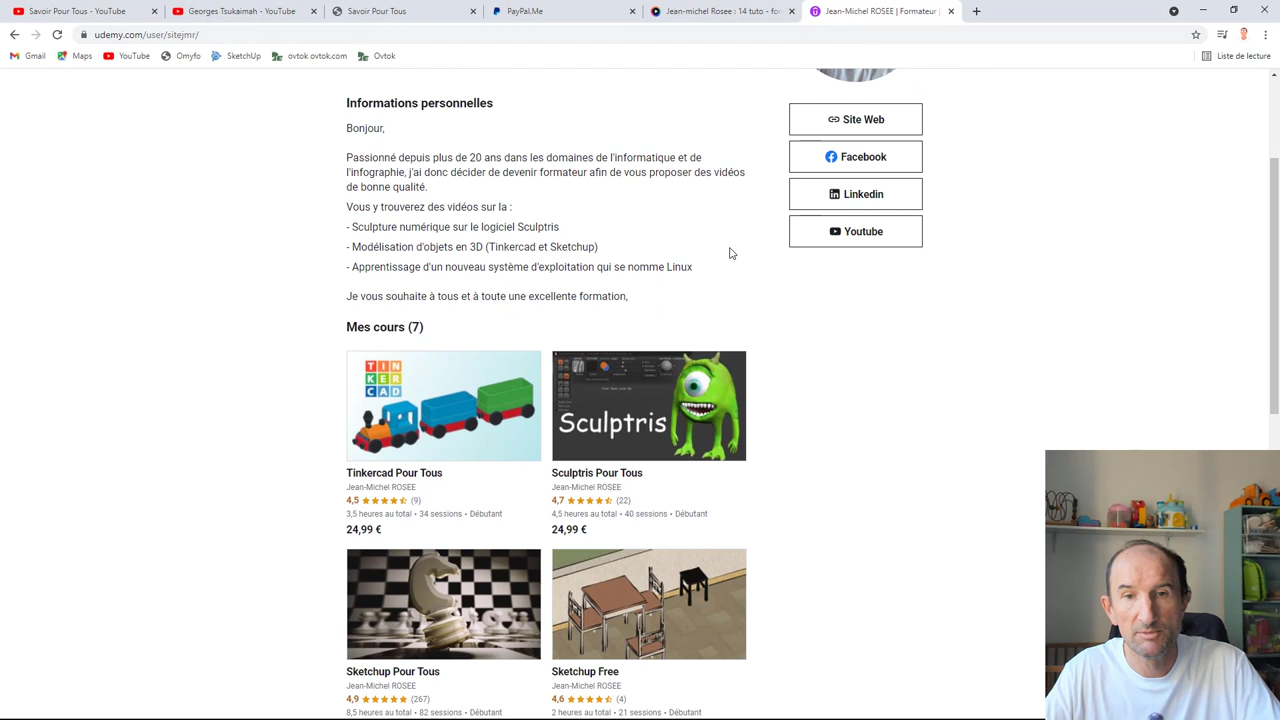 Savoir Pour Tous - YouTube
Georges Tsukaimah - YouTube
Savoir Pour Tous
PayPal.Me
Jean-michel Rosee : 14 tuto - for
Jean-Michel ROSEE | Formateur |
udemy.com/user/sitejmr/
Gmail
Maps
YouTube
Omyfo
SketchUp
ovtok ovtok.com
Ovtok
Liste de lecture
Informations personnelles
Bonjour,
Passionné depuis plus de 20 ans dans les domaines de l'informatique et de
l'infographie, j'ai donc décider de devenir formateur afin de vous proposer des vidéos
de bonne qualité.
Vous y trouverez des vidéos sur la :
- Sculpture numérique sur le logiciel Sculptris
- Modélisation d'objets en 3D (Tinkercad et Sketchup)
- Apprentissage d'un nouveau système d'exploitation qui se nomme Linux
Je vous souhaite à tous et à toute une excellente formation,
Site Web
Facebook
Linkedin
Youtube
Mes cours (7)
TIN
KER
CAD
Sculptris
Tinkercad Pour Tous
Jean-Michel ROSEE
4,5 (9)
3,5 heures au total • 34 sessions • Débutant
24,99 €
Sculptris Pour Tous
Jean-Michel ROSEE
4,7 (22)
4,5 heures au total • 40 sessions • Débutant
24,99 €
Sketchup Pour Tous
Jean-Michel ROSEE
4,9 (267)
8,5 heures au total • 82 sessions • Débutant
Sketchup Free
Jean-Michel ROSEE
4,6 (4)
2 heures au total • 21 sessions • Débutant